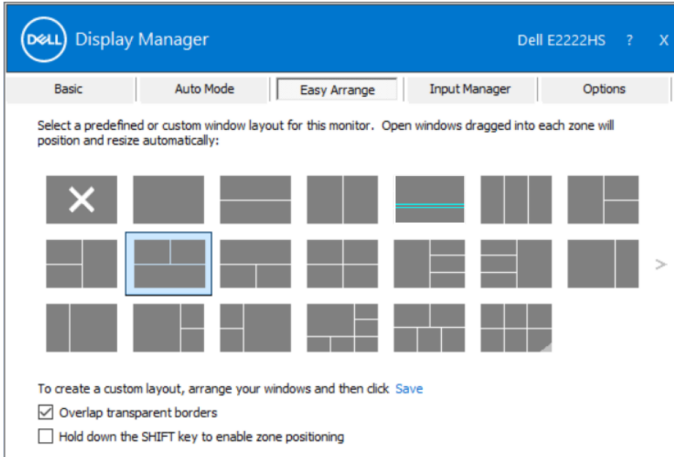 DELL Display Manager Dell E2222HS ? X
Basic Auto Mode Easy Arrange Input Manager Options
Select a predefined or custom window layout for this monitor. Open windows dragged into each zone will
position and resize automatically:
>
To create a custom layout, arrange your windows and then click Save
Overlap transparent borders
Hold down the SHIFT key to enable zone positioning